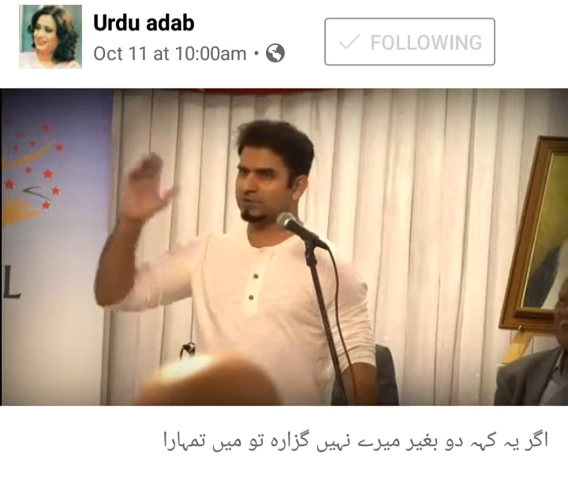 Urdu adab
Oct 11 at 10:00am
FOLLOWING
L
اگر یہ کہہ دو بغیر میرے نہیں گزارہ تو میں تمہارا